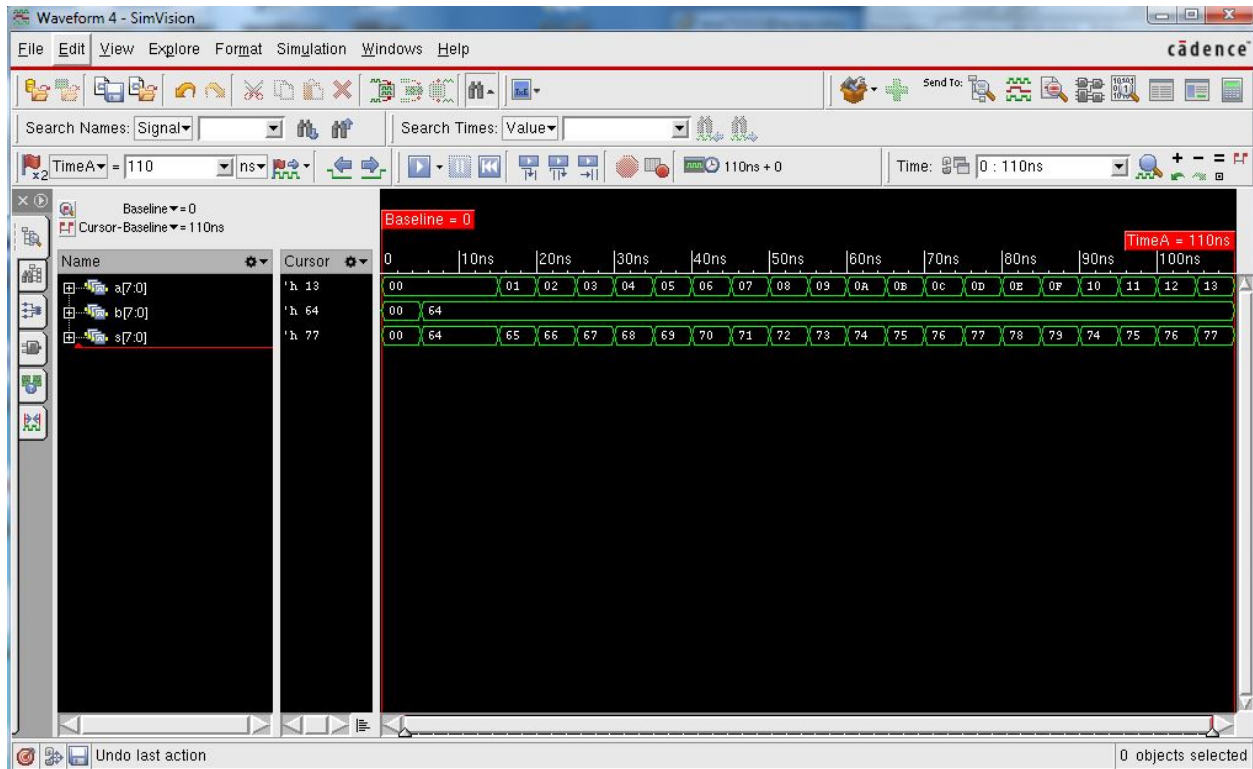 Waveform 4 - SimVision
File Edit View Explore Format Simulation Windows Help
cādence
Send To:
Search Names: Signal
Search Times: Value
x2 TimeA = 110 ns
110ns + 0
Time: 0 : 110ns
Baseline = 0
Cursor-Baseline = 110ns
Baseline = 0
TimeA = 110ns
Name Cursor 0 10ns 20ns 30ns 40ns 50ns 60ns 70ns 80ns 90ns 100ns
a[7:0] 'h 13 00 01 02 03 04 05 06 07 08 09 0A 0B 0C 0D 0E 0F 10 11 12 13
b[7:0] 'h 64 00 64
s[7:0] 'h 77 00 64 65 66 67 68 69 70 71 72 73 74 75 76 77 78 79 74 75 76 77
Undo last action
0 objects selected